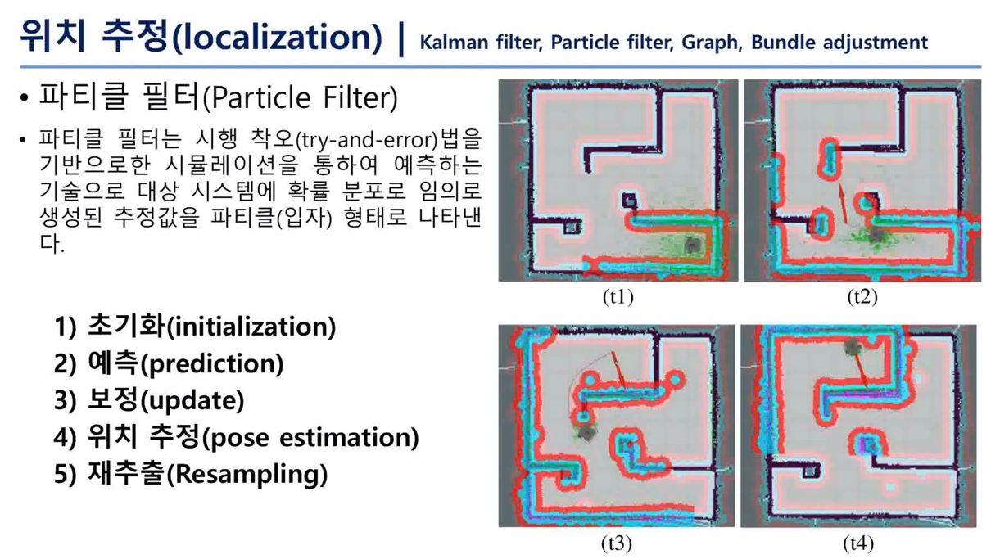 위치 추정(localization) | Kalman filter, Particle filter, Graph, Bundle adjustment
• 파티클 필터(Particle Filter)
• 파티클 필터는 시행 착오(try-and-error)법을
기반으로한 시뮬레이션을 통하여 예측하는
기술으로 대상 시스템에 확률 분포로 임의로
생성된 추정값을 파티클(입자) 형태로 나타낸
다.
1) 초기화(initialization)
2) 예측(prediction)
3) 보정(update)
4) 위치 추정(pose estimation)
5) 재추출(Resampling)
(t1)
(t2)
(t3)
(t4)